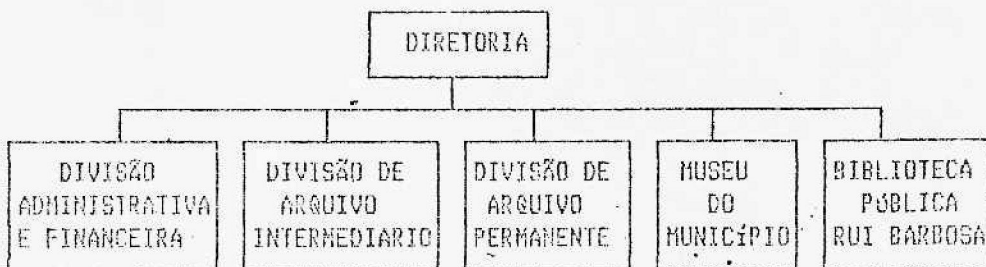 DIRETORIA
DIVISÃO
ADMINISTRATIVA
E FINANCEIRA
DIVISÃO DE
ARQUIVO
INTERMEDIARIO
DIVISÃO DE
ARQUIVO
PERMANENTE
MUSEU
DO
MUNICÍPIO
BIBLIOTECA
PÚBLICA
RUI BARBOSA